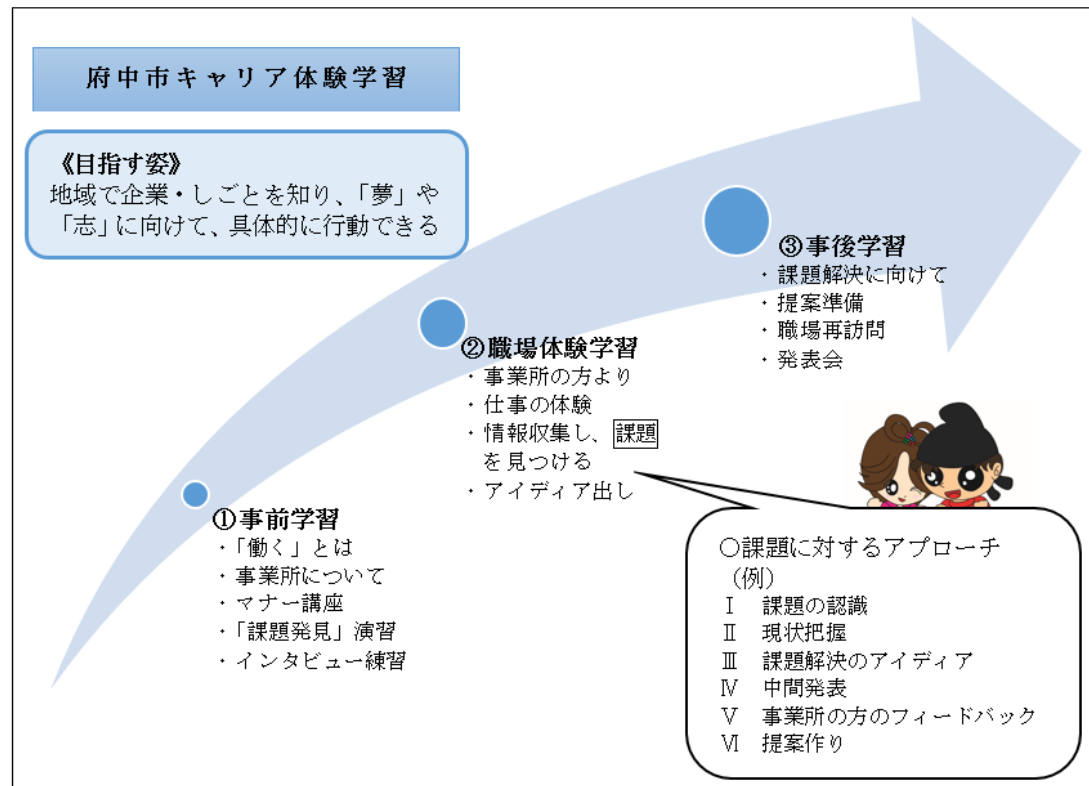 府中市キャリア体験学習
《目指す姿》
地域で企業・しごとを知り、「夢」や
「志」に向けて、具体的に行動できる
①事前学習
・「働く」とは
・事業所について
・マナー講座
・「課題発見」演習
・インタビュー練習
②職場体験学習
・事業所の方より
・仕事の体験
・情報収集し、課題
を見つける
・アイディア出し
③事後学習
・課題解決に向けて
・提案準備
・職場再訪問
・発表会
○課題に対するアプローチ
（例）
Ⅰ　課題の認識
Ⅱ　現状把握
Ⅲ　課題解決のアイディア
Ⅳ　中間発表
Ⅴ　事業所の方のフィードバック
Ⅵ　提案作り